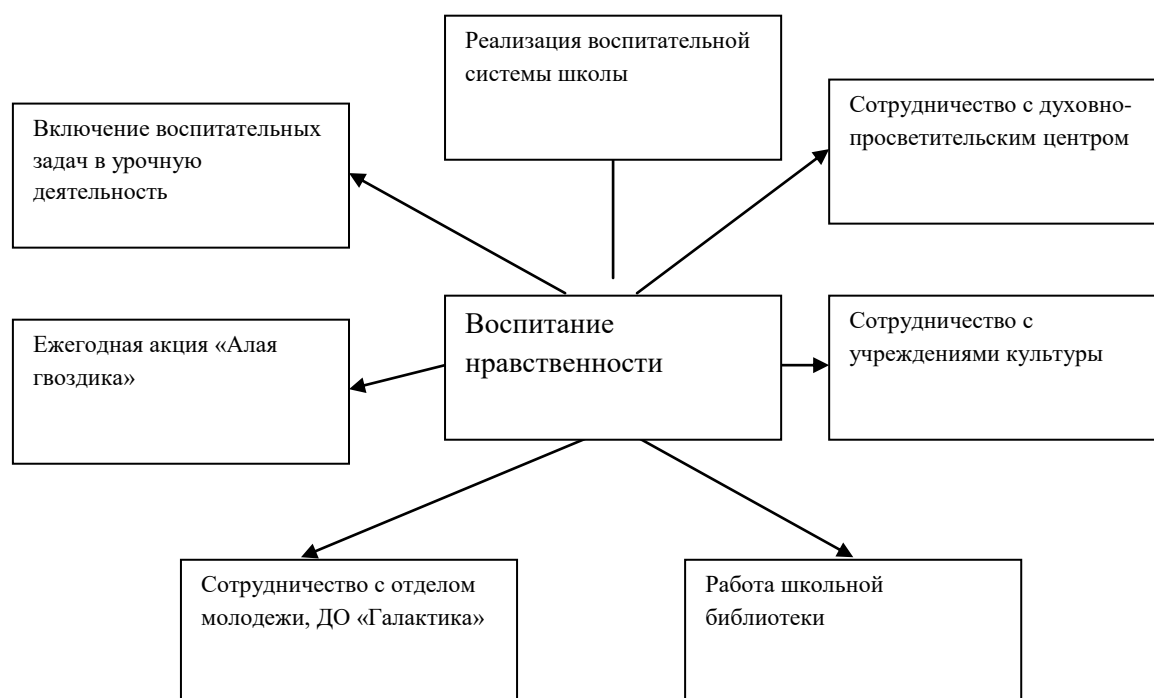 Реализация воспитательной
системы школы
Включение воспитательных
задач в урочную
деятельность
Сотрудничество с духовно-
просветительским центром
Ежегодная акция «Алая
гвоздика»
Воспитание
нравственности
Сотрудничество с
учреждениями культуры
Сотрудничество с отделом
молодежи, ДО «Галактика»
Работа школьной
библиотеки